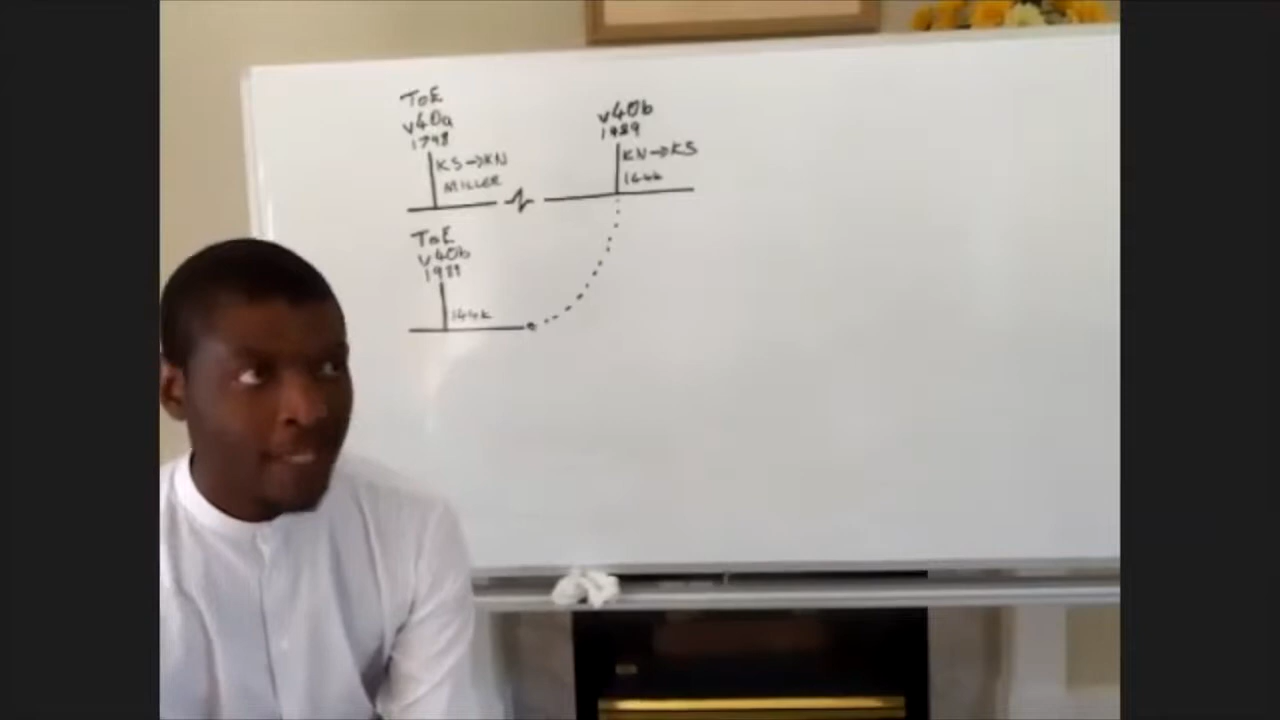 ToE
v40a
1798
KS→KN
MILLER
v40b
1989
KN→KS
144k
ToE
v40b
1989
144k